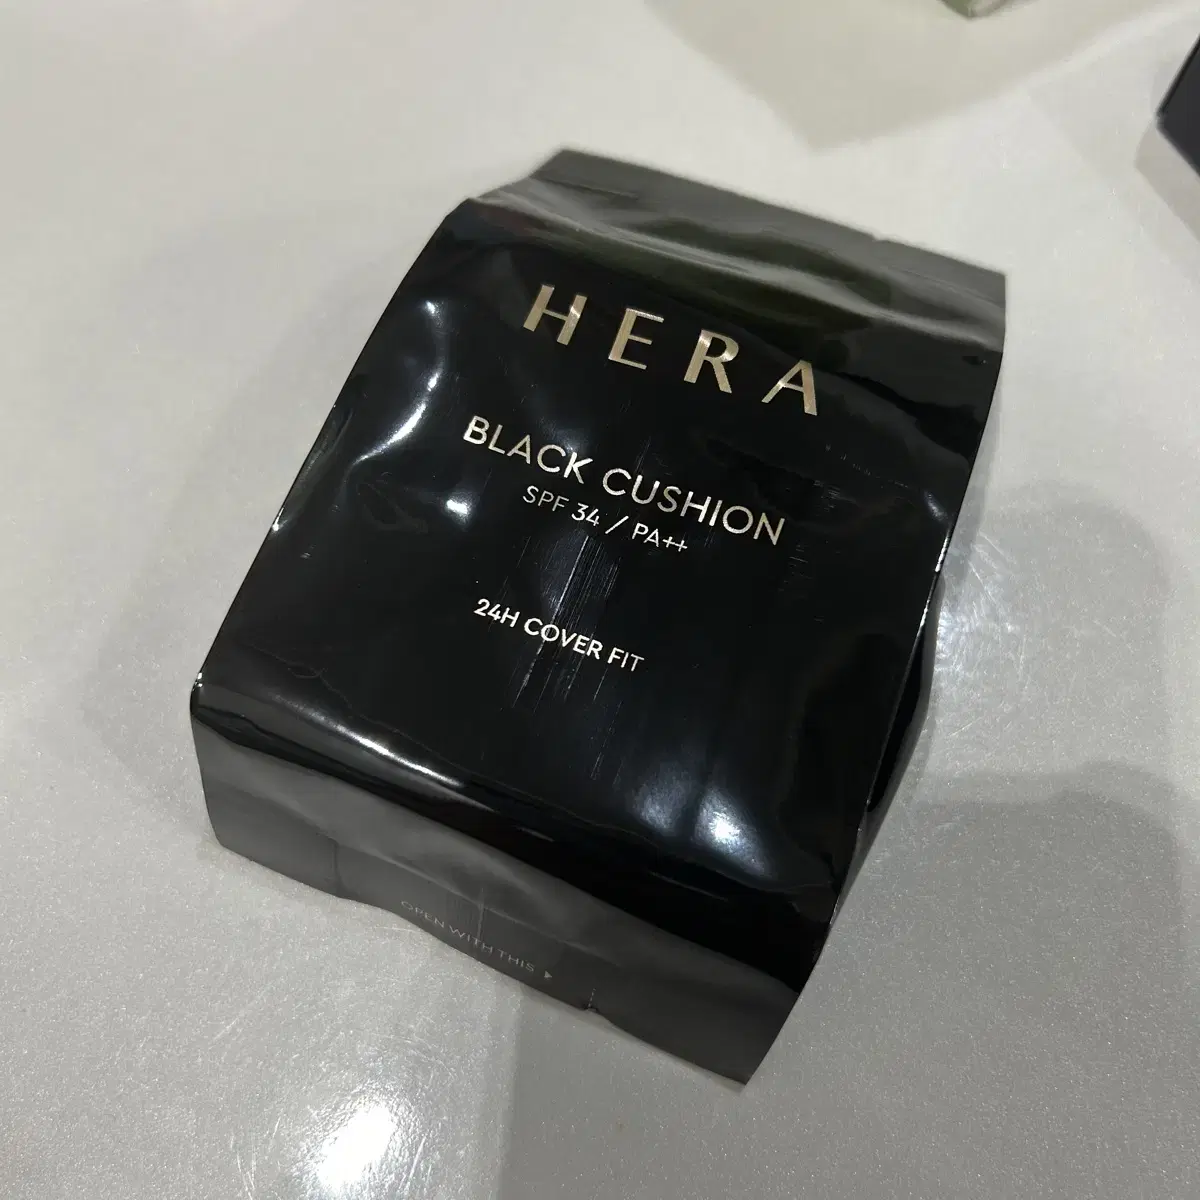 HERA
BLACK CUSHION
SPF 34 / PA++
24H COVER FIT
OPEN WITH THIS